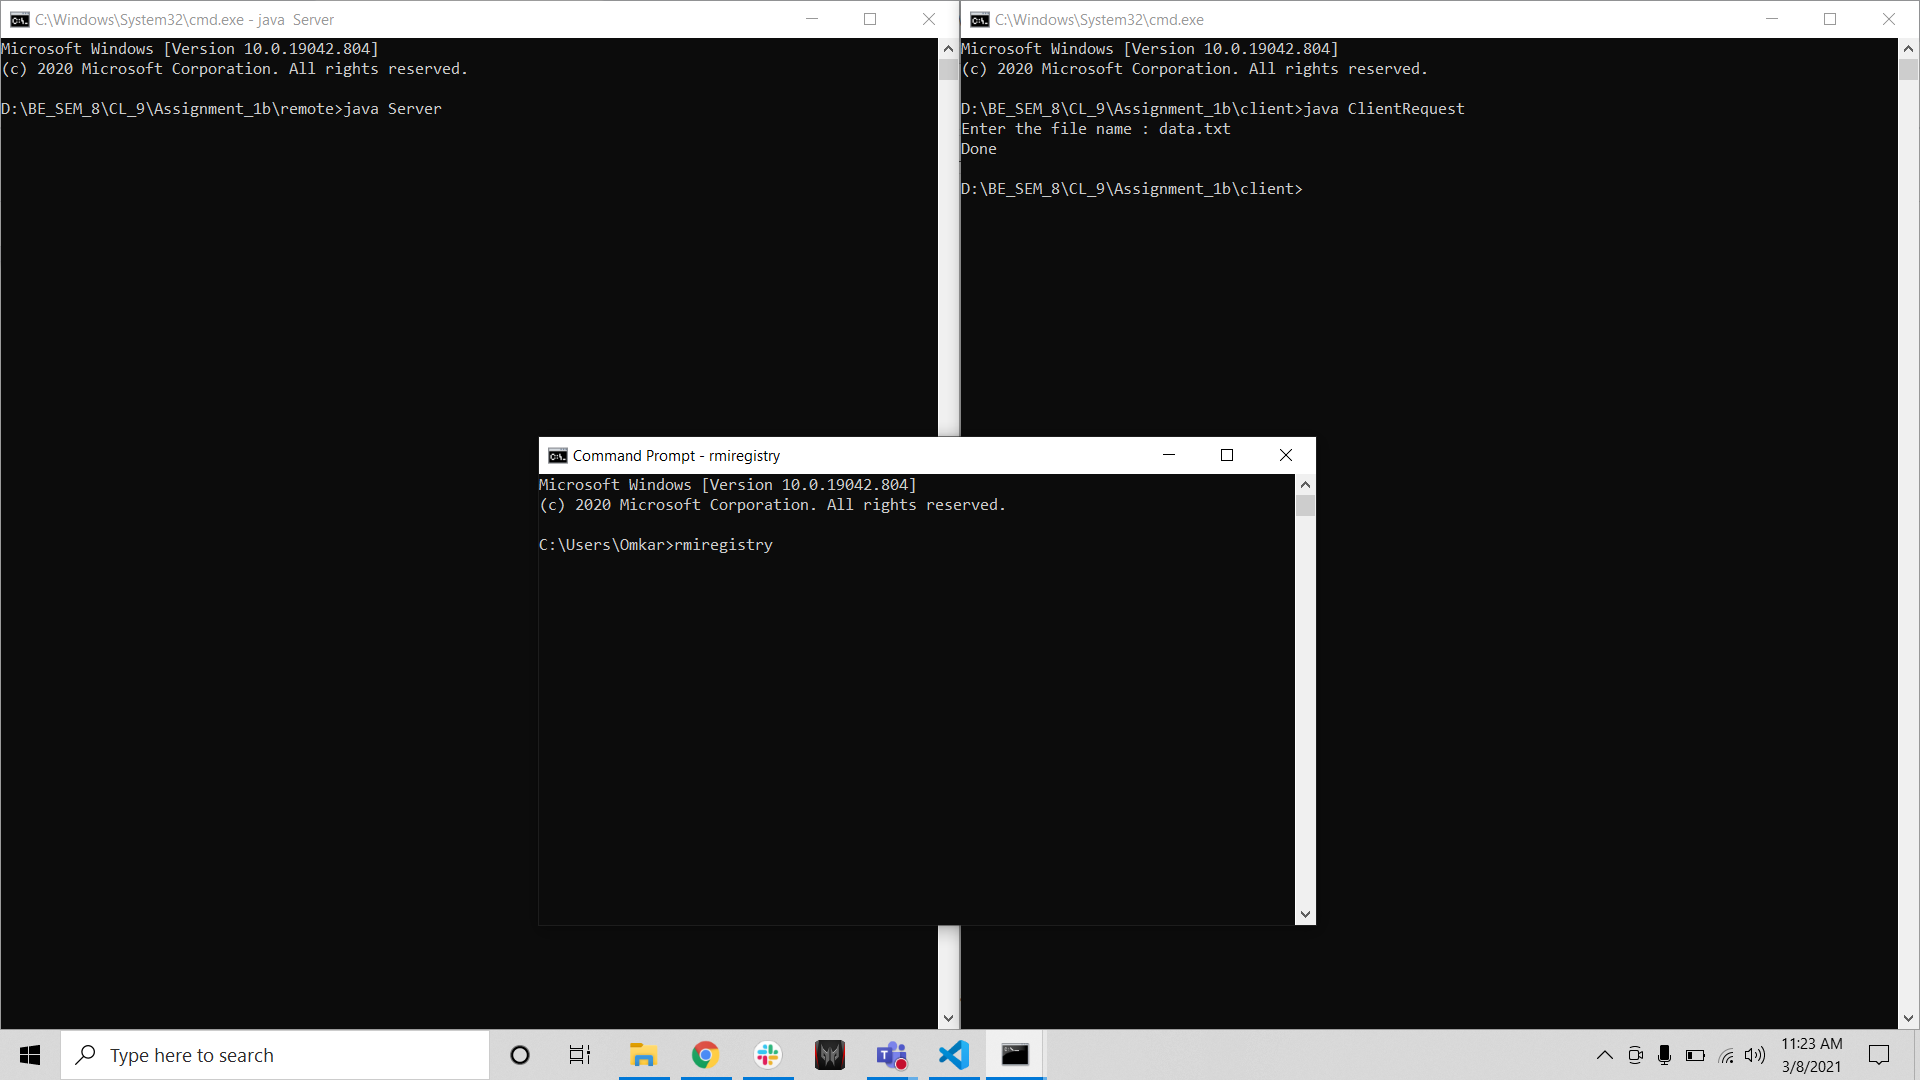 C:\Windows\System32\cmd.exe - java  Server
Microsoft Windows [Version 10.0.19042.804]
(c) 2020 Microsoft Corporation. All rights reserved.
D:\BE_SEM_8\CL_9\Assignment_1b\remote>java Server
C:\Windows\System32\cmd.exe
Microsoft Windows [Version 10.0.19042.804]
(c) 2020 Microsoft Corporation. All rights reserved.
D:\BE_SEM_8\CL_9\Assignment_1b\client>java ClientRequest
Enter the file name : data.txt
Done
D:\BE_SEM_8\CL_9\Assignment_1b\client>
Command Prompt - rmiregistry
Microsoft Windows [Version 10.0.19042.804]
(c) 2020 Microsoft Corporation. All rights reserved.
C:\Users\Omkar>rmiregistry
Type here to search
11:23 AM
3/8/2021